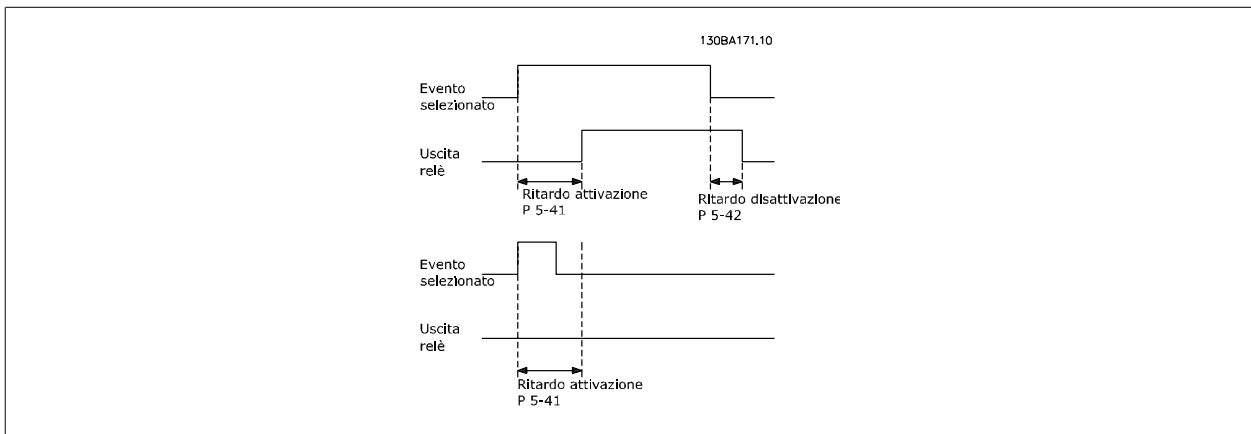 130BA171.10
Evento
selezionato
Uscita
relè
Ritardo attivazione
P 5-41
Ritardo disattivazione
P 5-42
Evento
selezionato
Uscita
relè
Ritardo attivazione
P 5-41